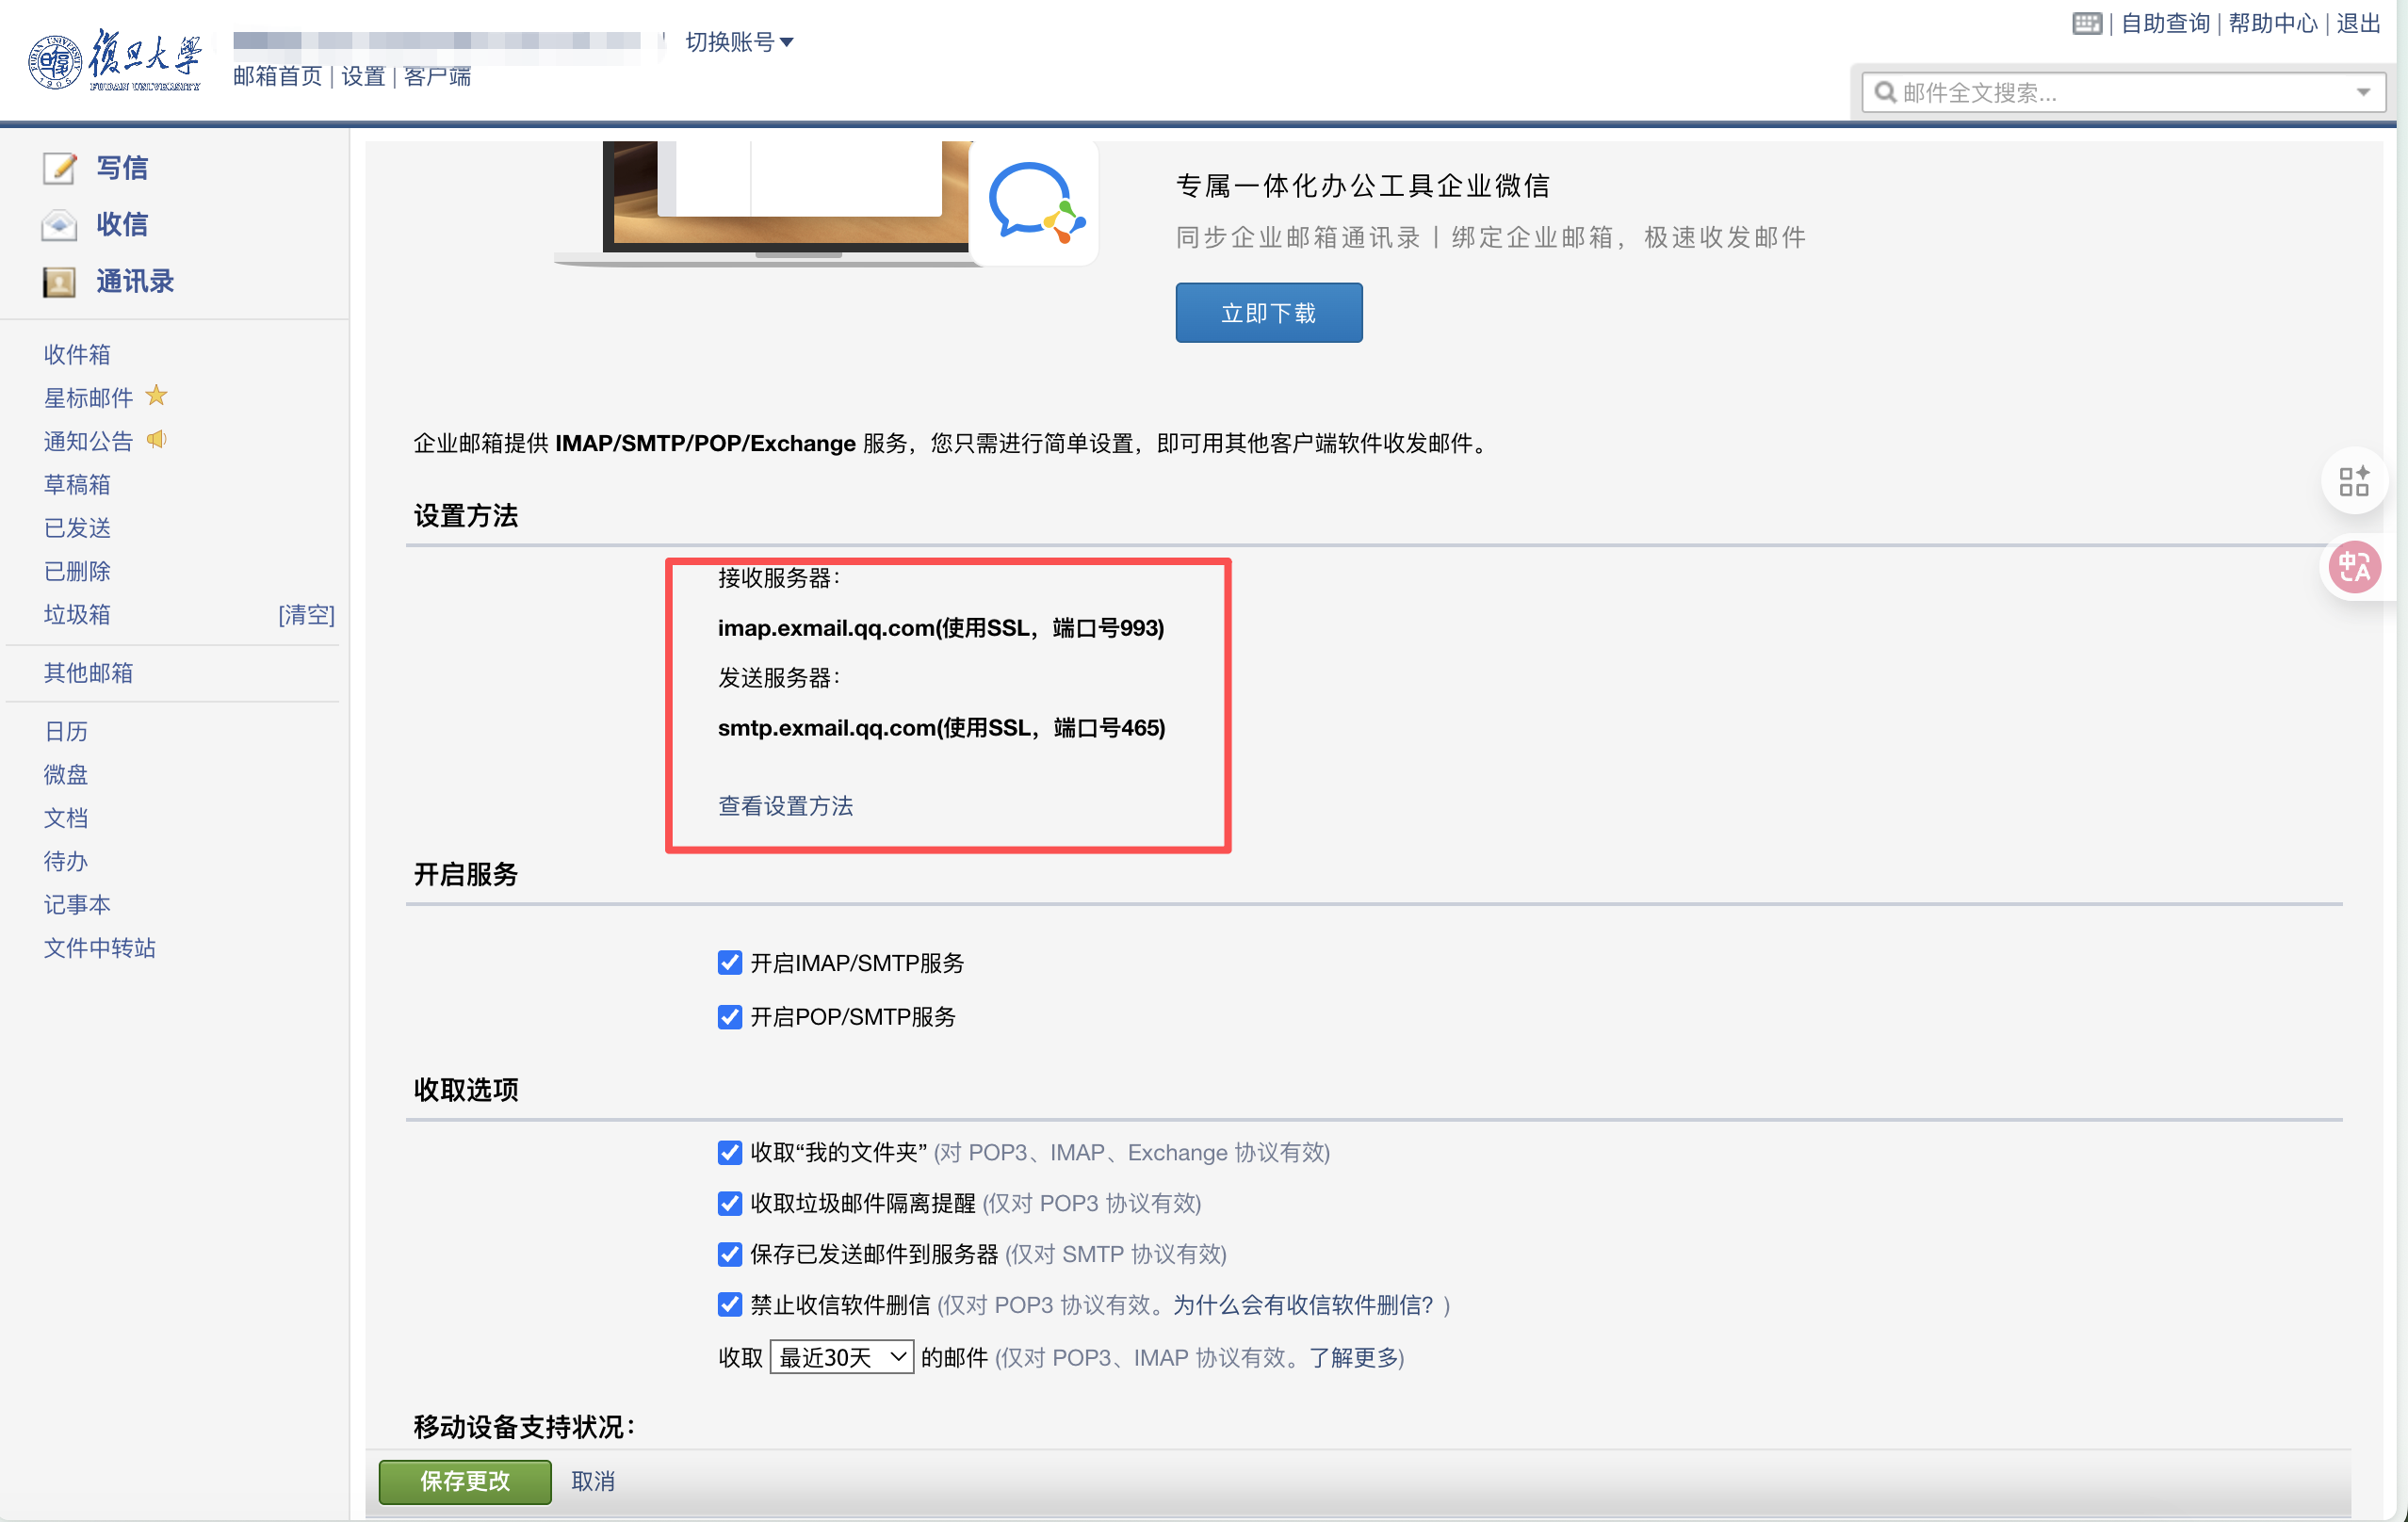 復旦大學
FUDAN UNIVERSITY
1905
切换账号
邮箱首页 | 设置 | 客户端
自助查询 | 帮助中心 | 退出
邮件全文搜索...
写信
收信
通讯录
收件箱
星标邮件
通知公告
草稿箱
已发送
已删除
垃圾箱 [清空]
其他邮箱
日历
微盘
文档
待办
记事本
文件中转站
专属一体化办公工具企业微信
同步企业邮箱通讯录 | 绑定企业邮箱，极速收发邮件
立即下载
企业邮箱提供 IMAP/SMTP/POP/Exchange 服务，您只需进行简单设置，即可用其他客户端软件收发邮件。
设置方法
接收服务器：
imap.exmail.qq.com(使用SSL，端口号993)
发送服务器：
smtp.exmail.qq.com(使用SSL，端口号465)
查看设置方法
开启服务
开启IMAP/SMTP服务
开启POP/SMTP服务
收取选项
收取“我的文件夹” (对 POP3、IMAP、Exchange 协议有效)
收取垃圾邮件隔离提醒 (仅对 POP3 协议有效)
保存已发送邮件到服务器 (仅对 SMTP 协议有效)
禁止收信软件删信 (仅对 POP3 协议有效。为什么会有收信软件删信？)
收取 最近30天 的邮件 (仅对 POP3、IMAP 协议有效。了解更多)
移动设备支持状况：
保存更改 取消
中A